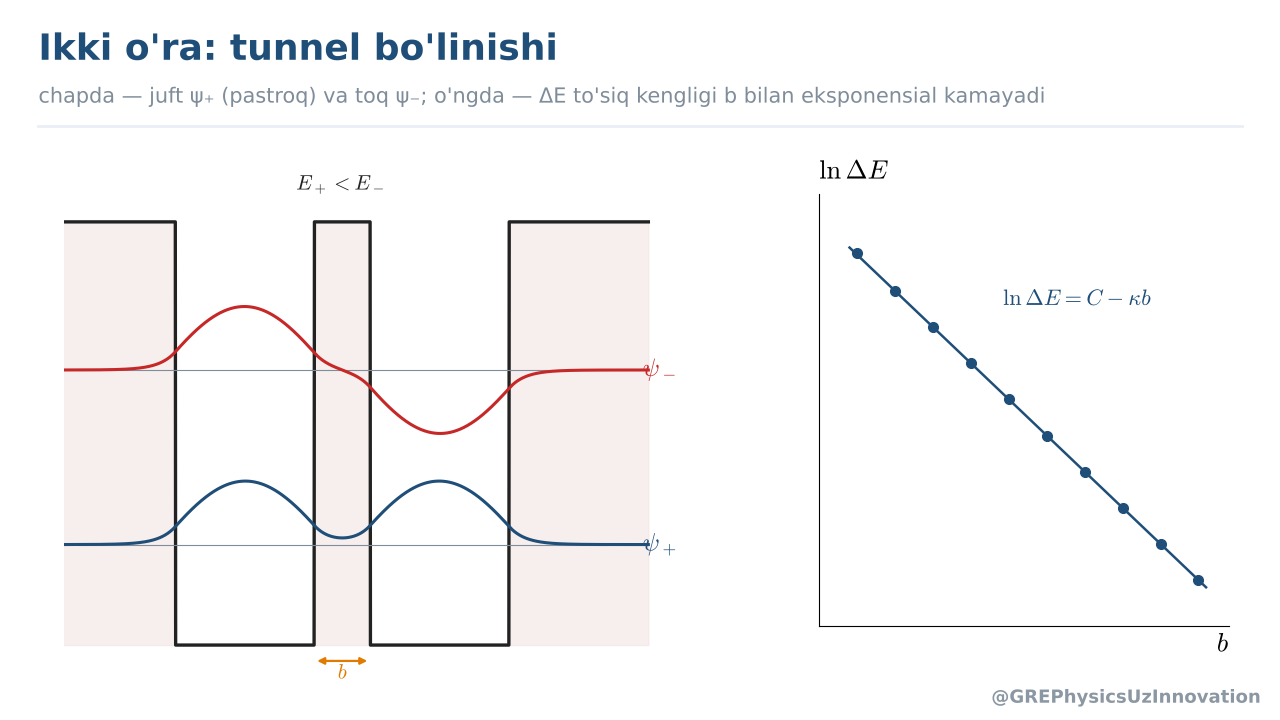 Ikki o'ra: tunnel bo'linishi
chapda — juft ψ₊ (pastroq) va toq ψ₋; o'ngda — ΔE to'siq kengligi b bilan eksponensial kamayadi
E₊ < E₋
ψ₋
ψ₊
b
ln ΔE
ln ΔE = C − κb
b
@GREPhysicsUzInnovation